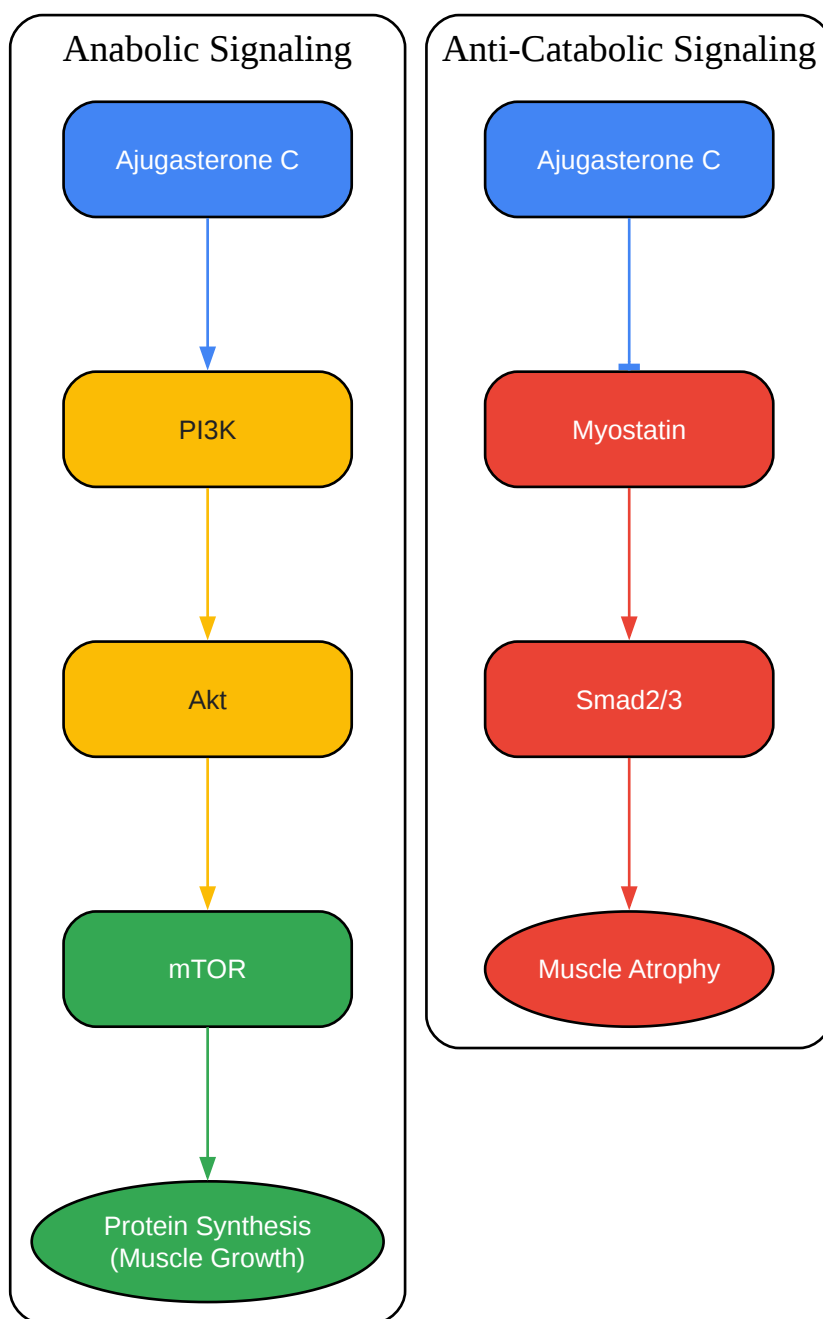 Anabolic Signaling
Ajugasterone C
PI3K
Akt
mTOR
Protein Synthesis
(Muscle Growth)
Anti-Catabolic Signaling
Ajugasterone C
Myostatin
Smad2/3
Muscle Atrophy